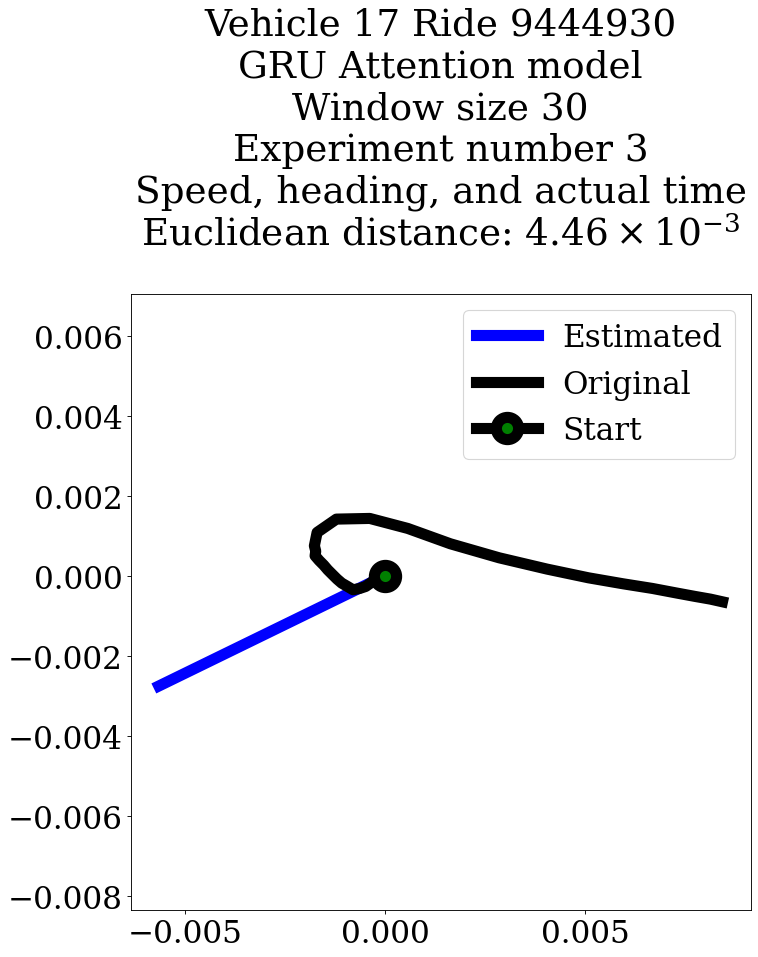 Vehicle 17 Ride 9444930
GRU Attention model
Window size 30
Experiment number 3
Speed, heading, and actual time
Euclidean distance: 4.46 × 10⁻³
Estimated
Original
Start
0.006
0.004
0.002
0.000
−0.002
−0.004
−0.006
−0.008
−0.005 0.000 0.005